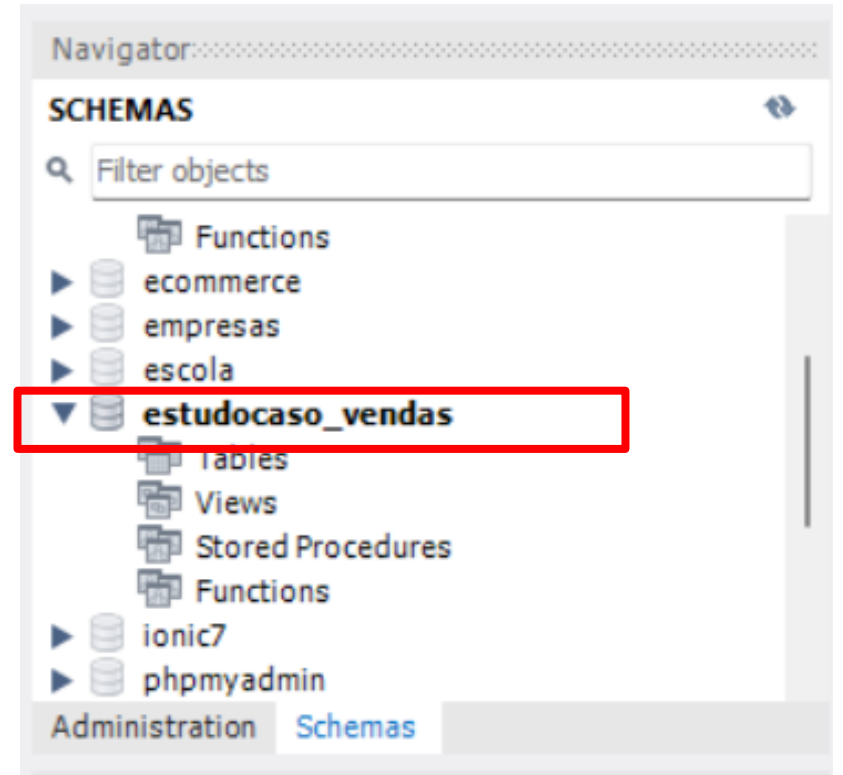 Navigator
SCHEMAS
Filter objects
Functions
ecommerce
empresas
escola
estudocaso_vendas
Tables
Views
Stored Procedures
Functions
ionic7
phpmyadmin
Administration Schemas